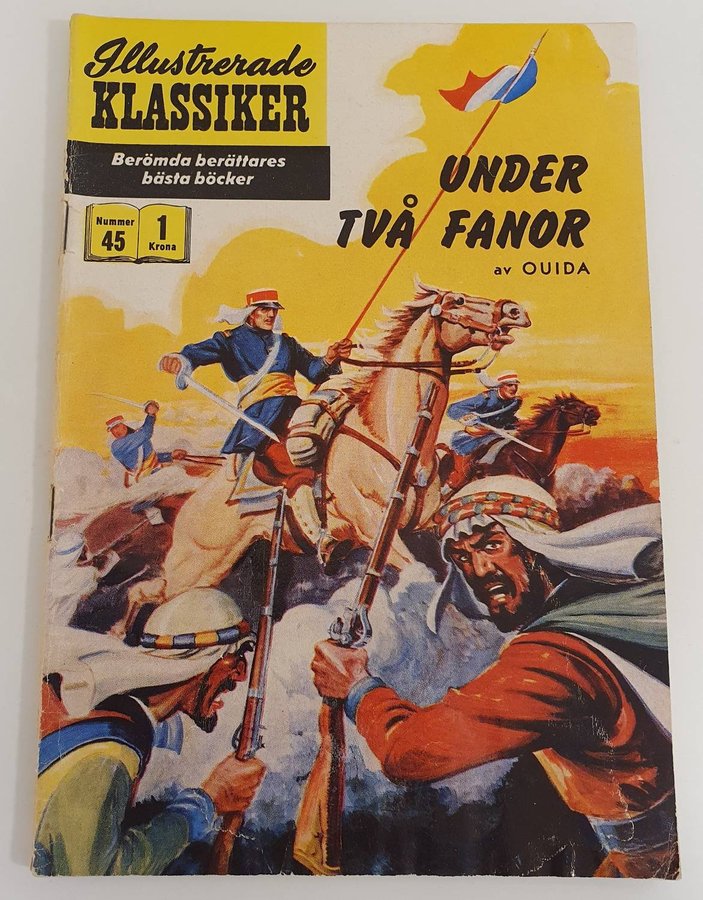 Illustrerade
KLASSIKER
Berömda berättares
bästa böcker
Nummer
45
1
Krona
UNDER
TVÅ FANOR
av OUIDA